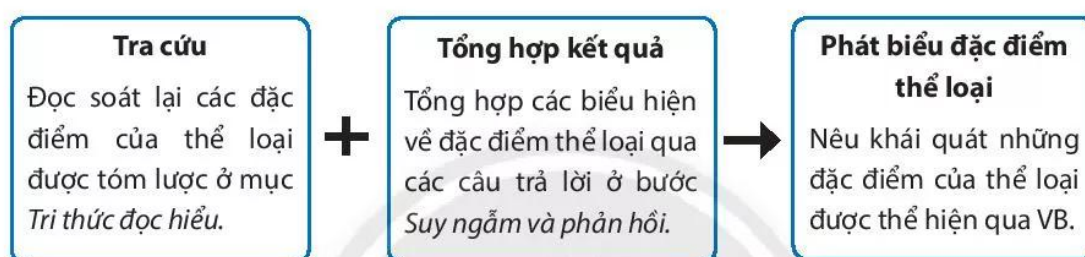 Tra cứu
Đọc soát lại các đặc
điểm của thể loại
được tóm lược ở mục
Tri thức đọc hiểu.
+
Tổng hợp kết quả
Tổng hợp các biểu hiện
về đặc điểm thể loại qua
các câu trả lời ở bước
Suy ngẫm và phản hồi.
Phát biểu đặc điểm
thể loại
Nêu khái quát những
đặc điểm của thể loại
được thể hiện qua VB.